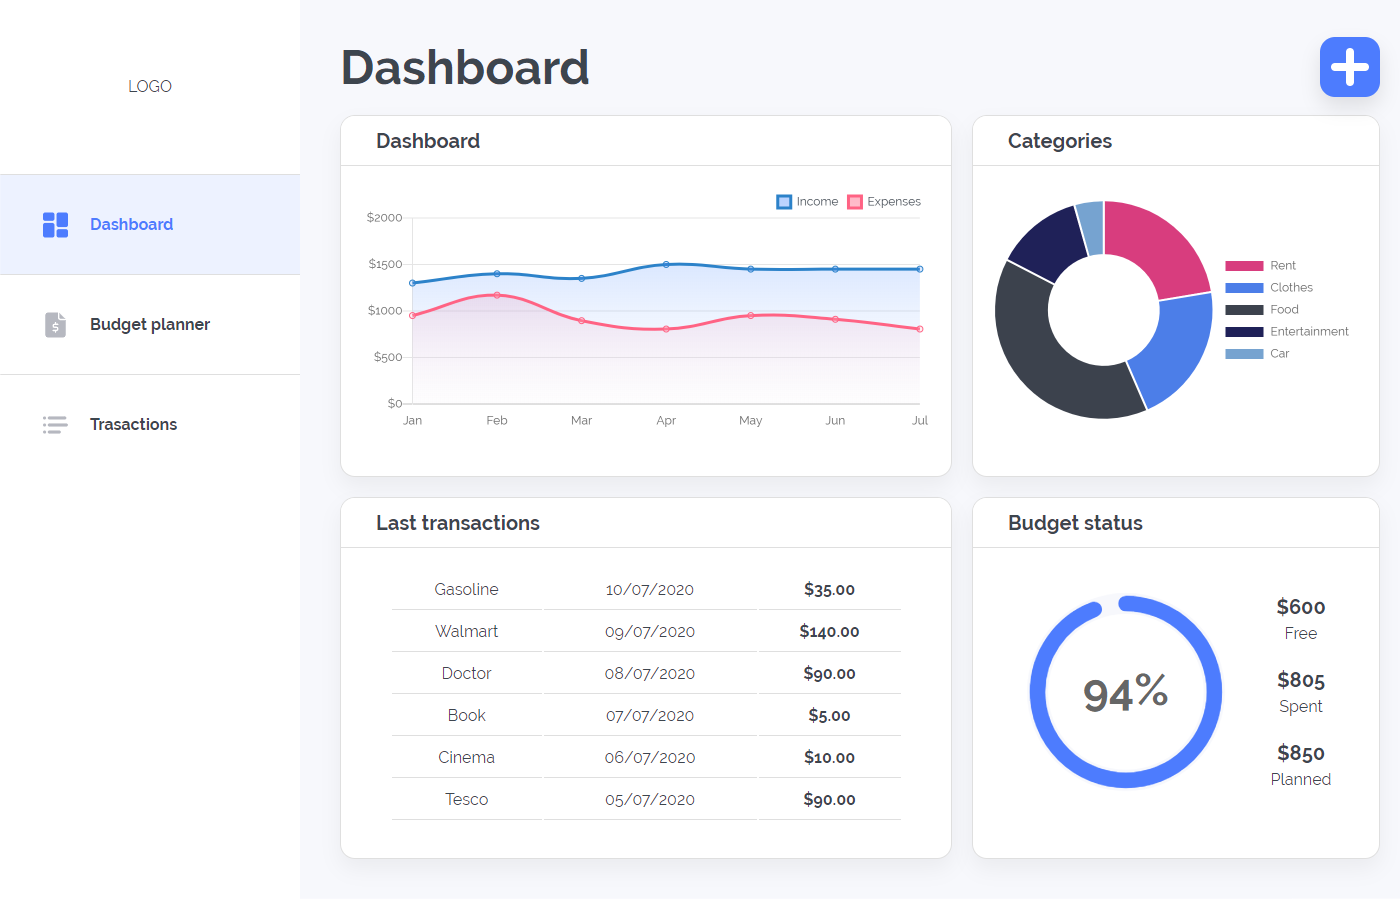 LOGO
Dashboard
Budget planner
Trasactions
Dashboard
Dashboard
Income Expenses
$2000
$1500
$1000
$500
$0
Jan Feb Mar Apr May Jun Jul
Categories
Rent
Clothes
Food
Entertainment
Car
Last transactions
Gasoline 10/07/2020 $35.00
Walmart 09/07/2020 $140.00
Doctor 08/07/2020 $90.00
Book 07/07/2020 $5.00
Cinema 06/07/2020 $10.00
Tesco 05/07/2020 $90.00
Budget status
94%
$600
Free
$805
Spent
$850
Planned